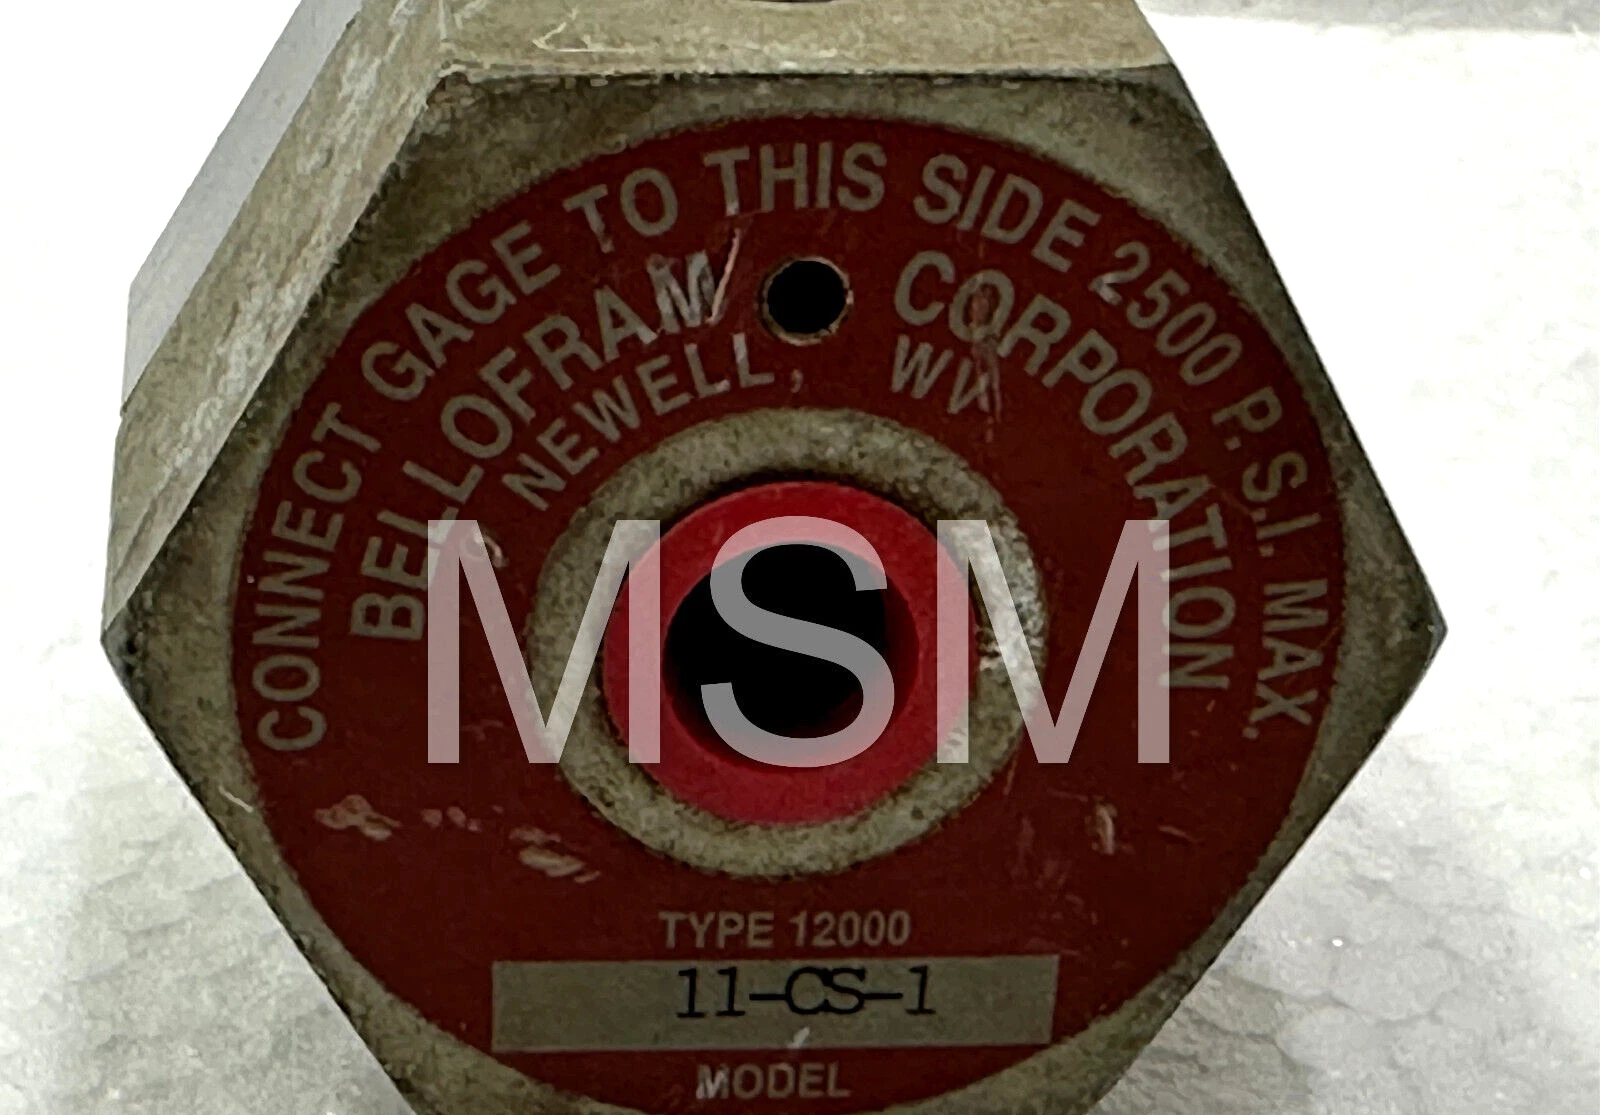 CONNECT GAGE TO THIS SIDE 2500 P.S.I. MAX.
BELLOFRAM CORPORATION
NEWELL, WV
MSM
TYPE 12000
11-CS-1
MODEL